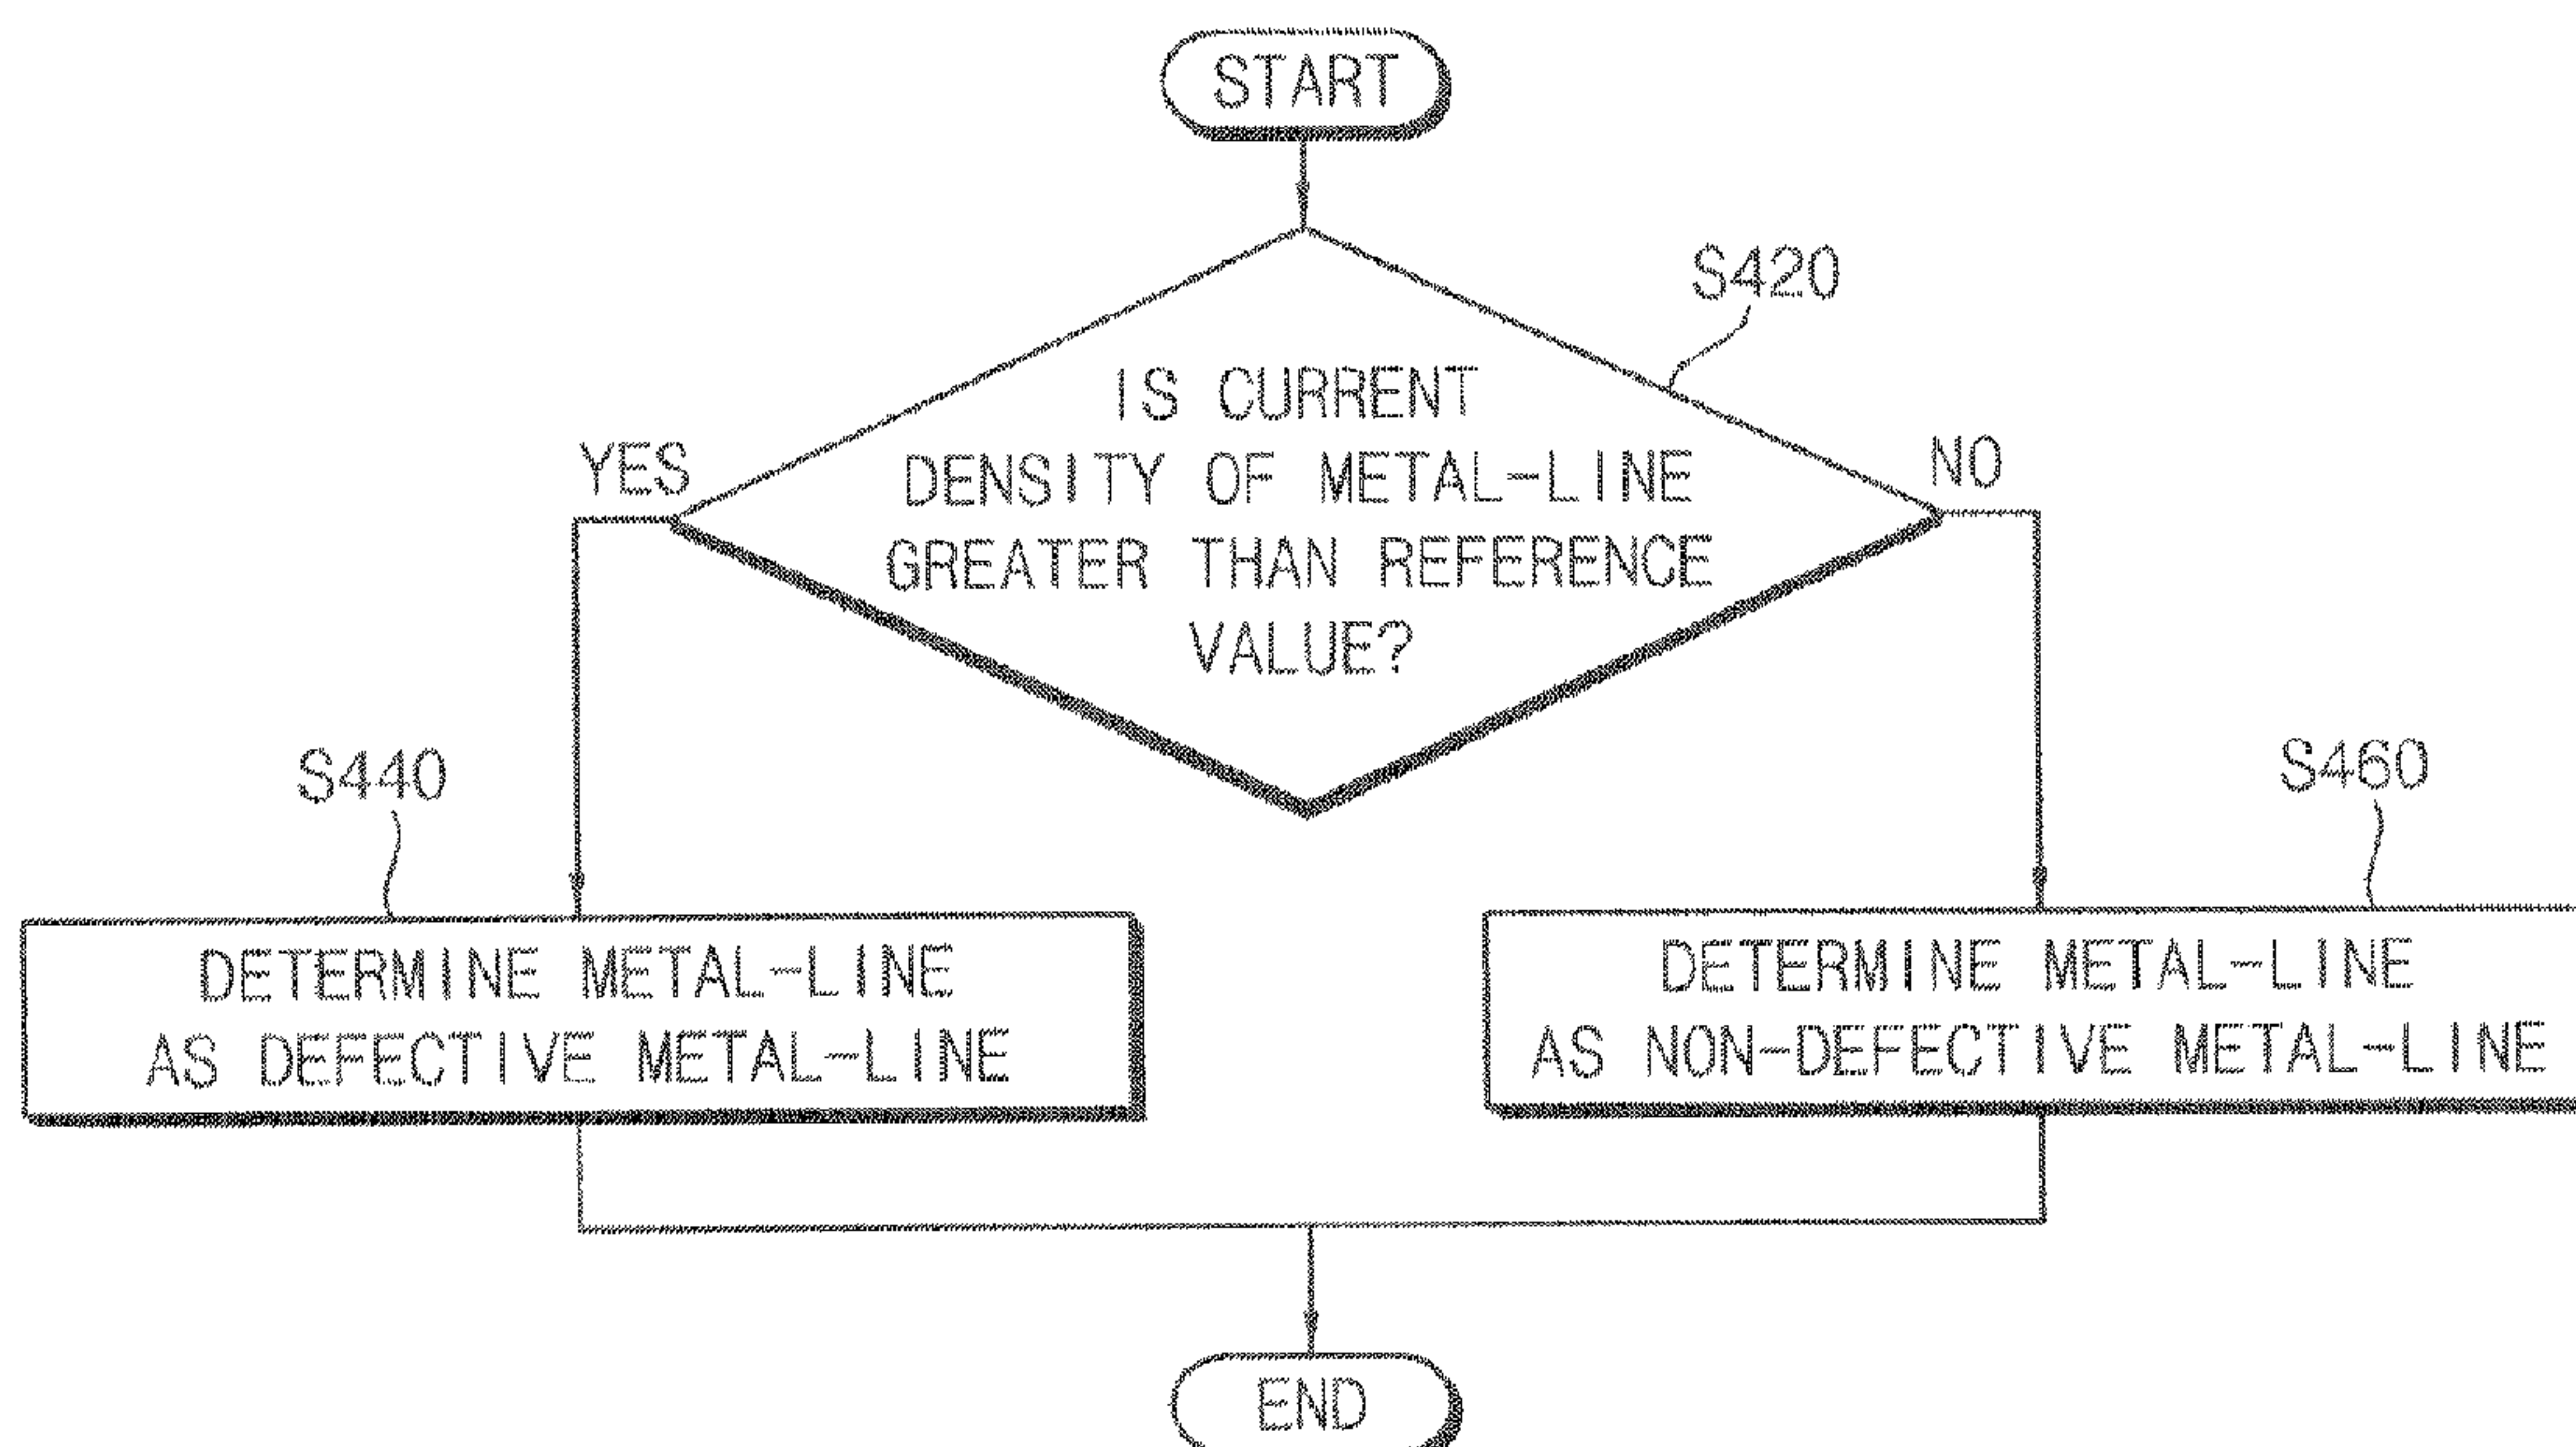 START
S420
IS CURRENT
DENSITY OF METAL-LINE
GREATER THAN REFERENCE
VALUE?
YES
NO
S440
DETERMINE METAL-LINE
AS DEFECTIVE METAL-LINE
S460
DETERMINE METAL-LINE
AS NON-DEFECTIVE METAL-LINE
END